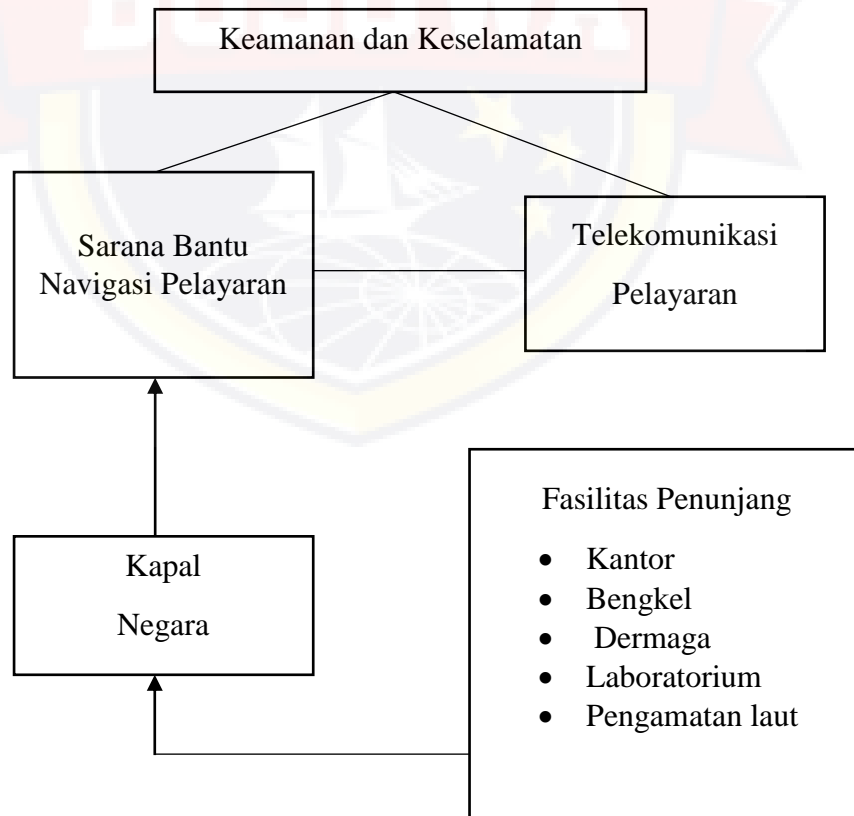 Keamanan dan Keselamatan
Sarana Bantu
Navigasi Pelayaran
Telekomunikasi
Pelayaran
Kapal
Negara
Fasilitas Penunjang
• Kantor
• Bengkel
• Dermaga
• Laboratorium
• Pengamatan laut